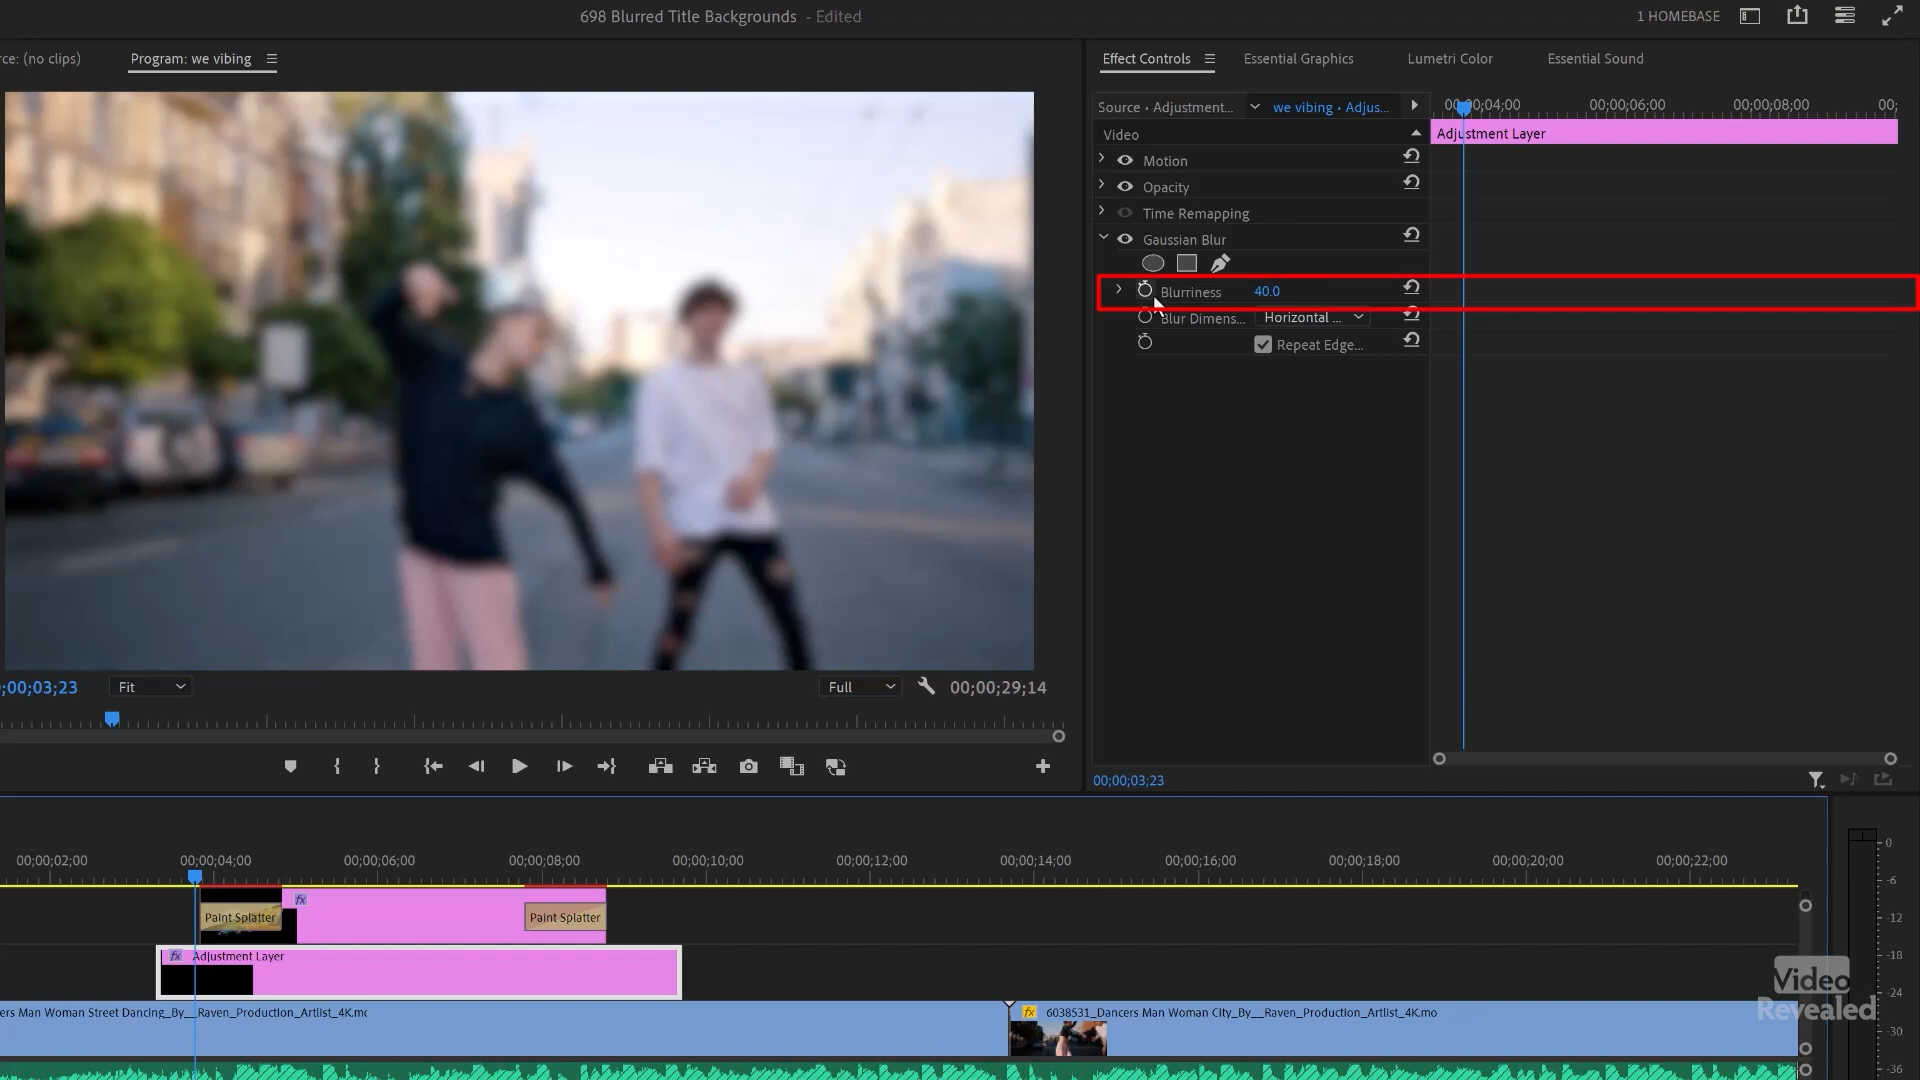 698 Blurred Title Backgrounds - Edited
1 HOMEBASE
rce: (no clips)
Program: we vibing
Effect Controls
Essential Graphics
Lumetri Color
Essential Sound
Source • Adjustment...
we vibing • Adjus...
00;00;04;00
00;00;06;00
00;00;08;00
00;
Video
Adjustment Layer
Motion
Opacity
Time Remapping
Gaussian Blur
Blurriness 40.0
Blur Dimens... Horizontal ...
Repeat Edge...
;00;03;23
Fit
Full
00;00;29;14
00;00;03;23
00;00;02;00
00;00;04;00
00;00;06;00
00;00;08;00
00;00;10;00
00;00;12;00
00;00;14;00
00;00;16;00
00;00;18;00
00;00;20;00
00;00;22;00
fx
Paint Splatter
Paint Splatter
fx Adjustment Layer
ers Man Woman Street Dancing_By__Raven_Production_Artlist_4K.mo
fx 6038531_Dancers Man Woman City_By__Raven_Production_Artlist_4K.mo
0
-6
-12
-18
-24
-30
-36
Video
Revealed